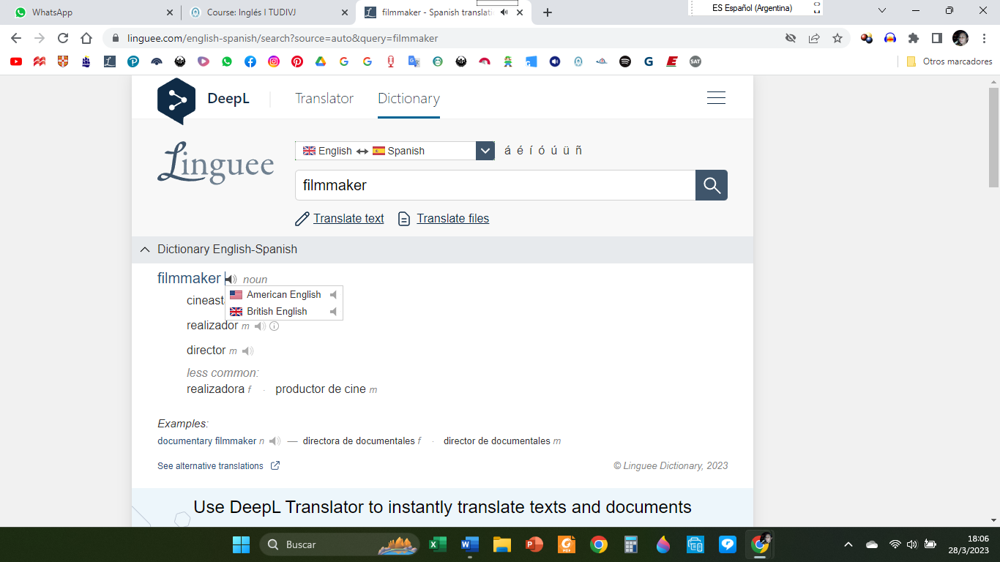 WhatsApp
Course: Inglés I TUDIVJ
filmmaker - Spanish translati
ES Español (Argentina)
linguee.com/english-spanish/search?source=auto&query=filmmaker
G
SAT
Otros marcadores
DeepL
Translator
Dictionary
Linguee
English ↔ Spanish
á é í ó ú ü ñ
filmmaker
Translate text
Translate files
Dictionary English-Spanish
filmmaker noun
American English
British English
cineast
realizador m
director m
less common:
realizadora f · productor de cine m
Examples:
documentary filmmaker n — directora de documentales f · director de documentales m
See alternative translations
© Linguee Dictionary, 2023
Use DeepL Translator to instantly translate texts and documents
Buscar
18:06
28/3/2023